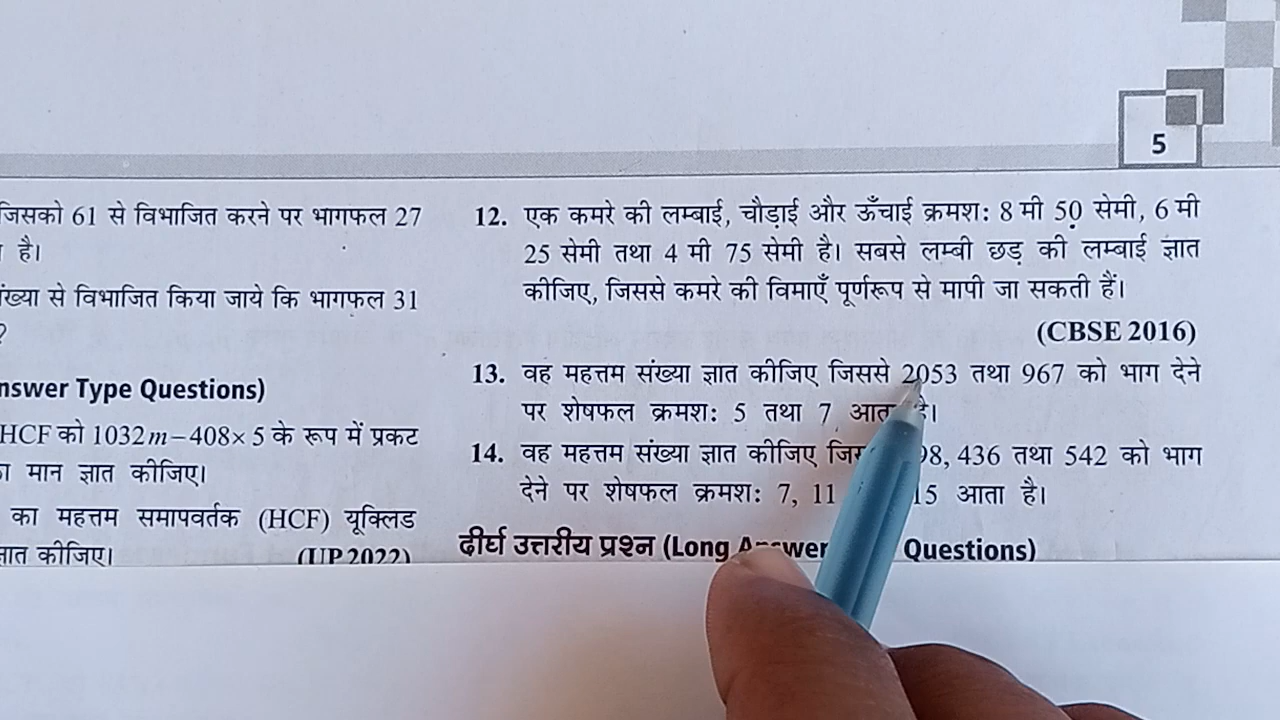 5
जिसको 61 से विभाजित करने पर भागफल 27
है।
संख्या से विभाजित किया जाये कि भागफल 31
?
nswer Type Questions)
HCF को 1032m–408×5 के रूप में प्रकट
मान ज्ञात कीजिए।
का महत्तम समापवर्तक (HCF) यूक्लिड
ज्ञात कीजिए। (UP 2022)
12. एक कमरे की लम्बाई, चौड़ाई और ऊँचाई क्रमश: 8 मी 50 सेमी, 6 मी
25 सेमी तथा 4 मी 75 सेमी है। सबसे लम्बी छड़ की लम्बाई ज्ञात
कीजिए, जिससे कमरे की विमाएँ पूर्णरूप से मापी जा सकती हैं।
(CBSE 2016)
13. वह महत्तम संख्या ज्ञात कीजिए जिससे 2053 तथा 967 को भाग देने
पर शेषफल क्रमश: 5 तथा 7 आता है।
14. वह महत्तम संख्या ज्ञात कीजिए 98, 436 तथा 542 को भाग
देने पर शेषफल क्रमश: 7, 11 15 आता है।
दीर्घ उत्तरीय प्रश्न (Long Answer Questions)